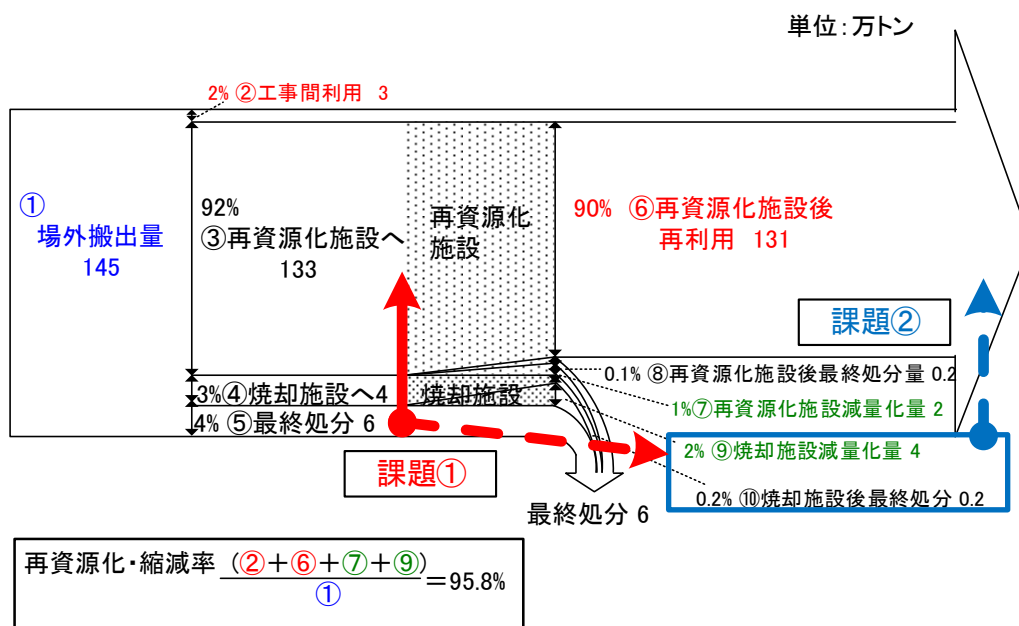 単位:万トン
2% ②工事間利用 3
①
場外搬出量
145
92%
③再資源化施設へ
133
再資源化
施設
90% ⑥再資源化施設後
再利用 131
課題②
3%④焼却施設へ4
焼却施設
0.1% ⑧再資源化施設後最終処分量 0.2
1%⑦再資源化施設減量化量 2
4% ⑤最終処分 6
課題①
2% ⑨焼却施設減量化量 4
0.2% ⑩焼却施設後最終処分 0.2
最終処分 6
再資源化・縮減率 (②+⑥+⑦+⑨)
①
=95.8%